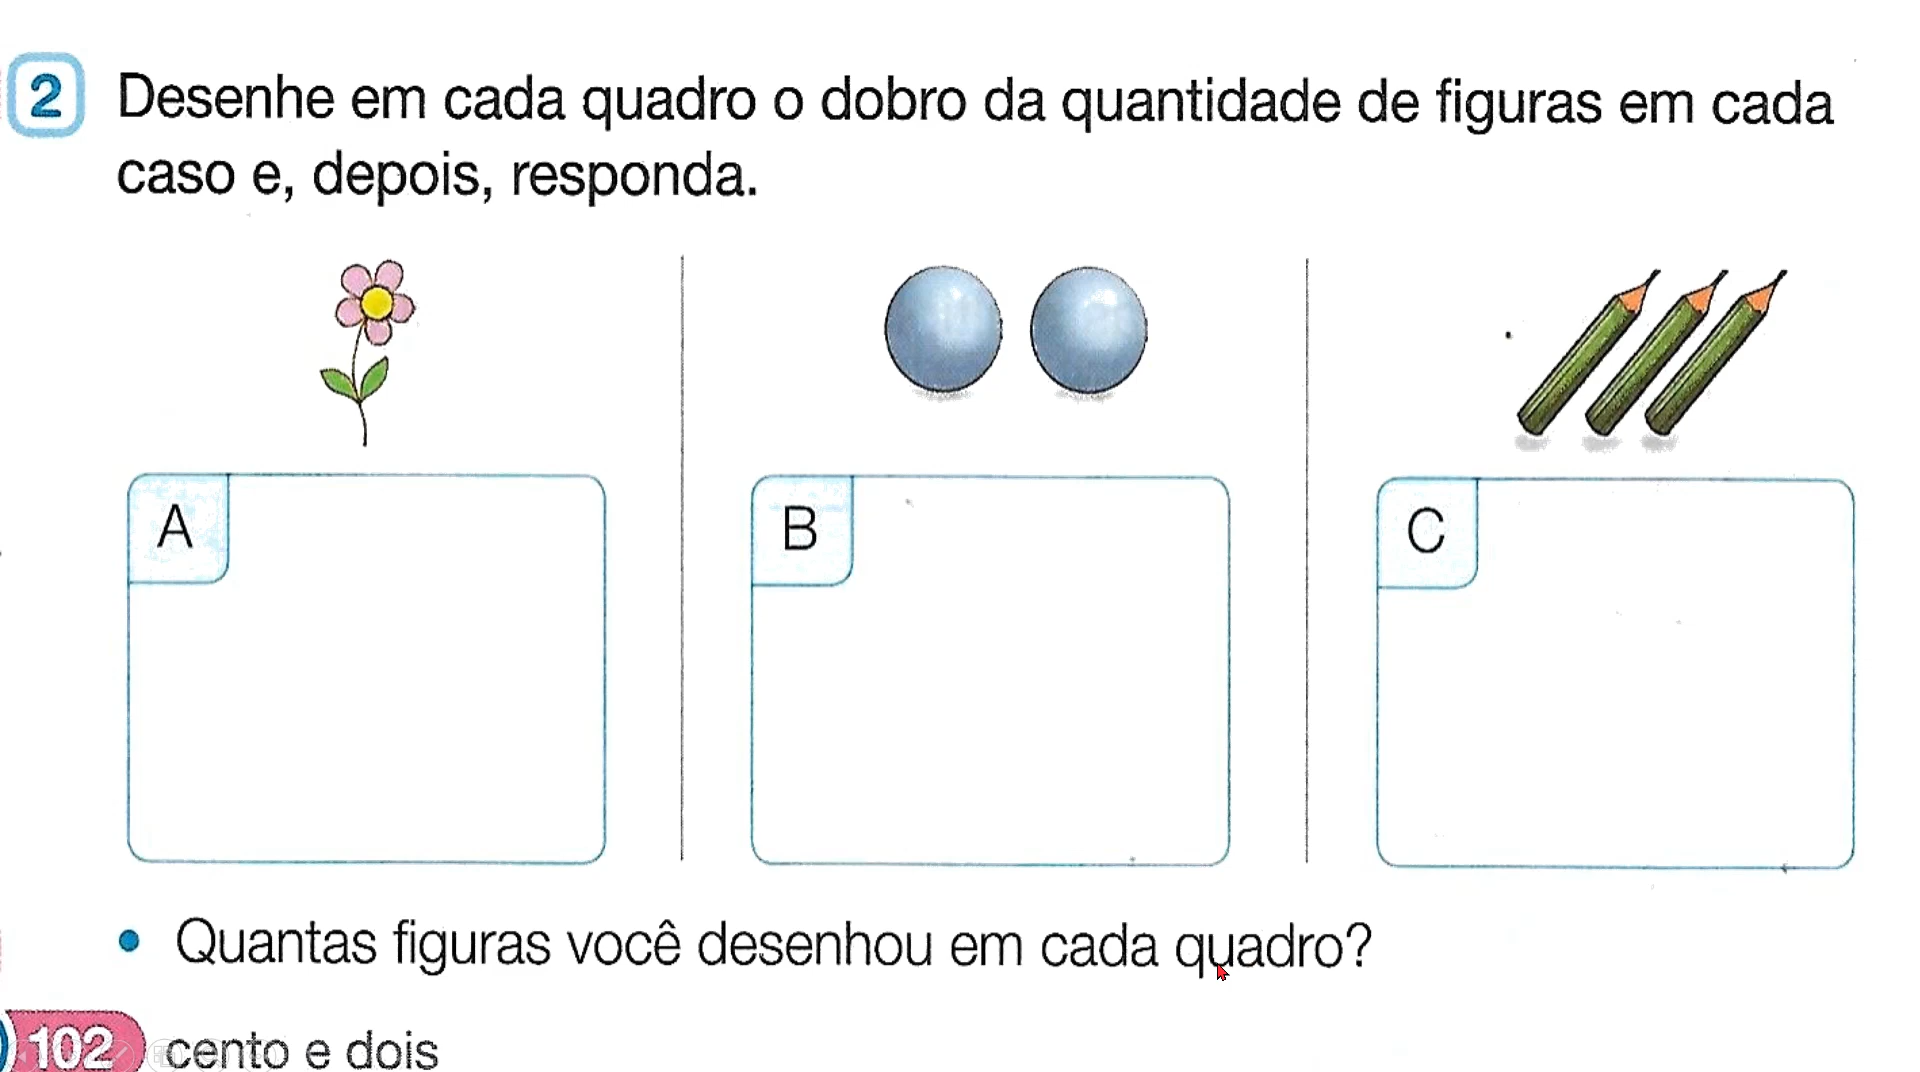 2 Desenhe em cada quadro o dobro da quantidade de figuras em cada
caso e, depois, responda.
A
B
C
• Quantas figuras você desenhou em cada quadro?
102 cento e dois